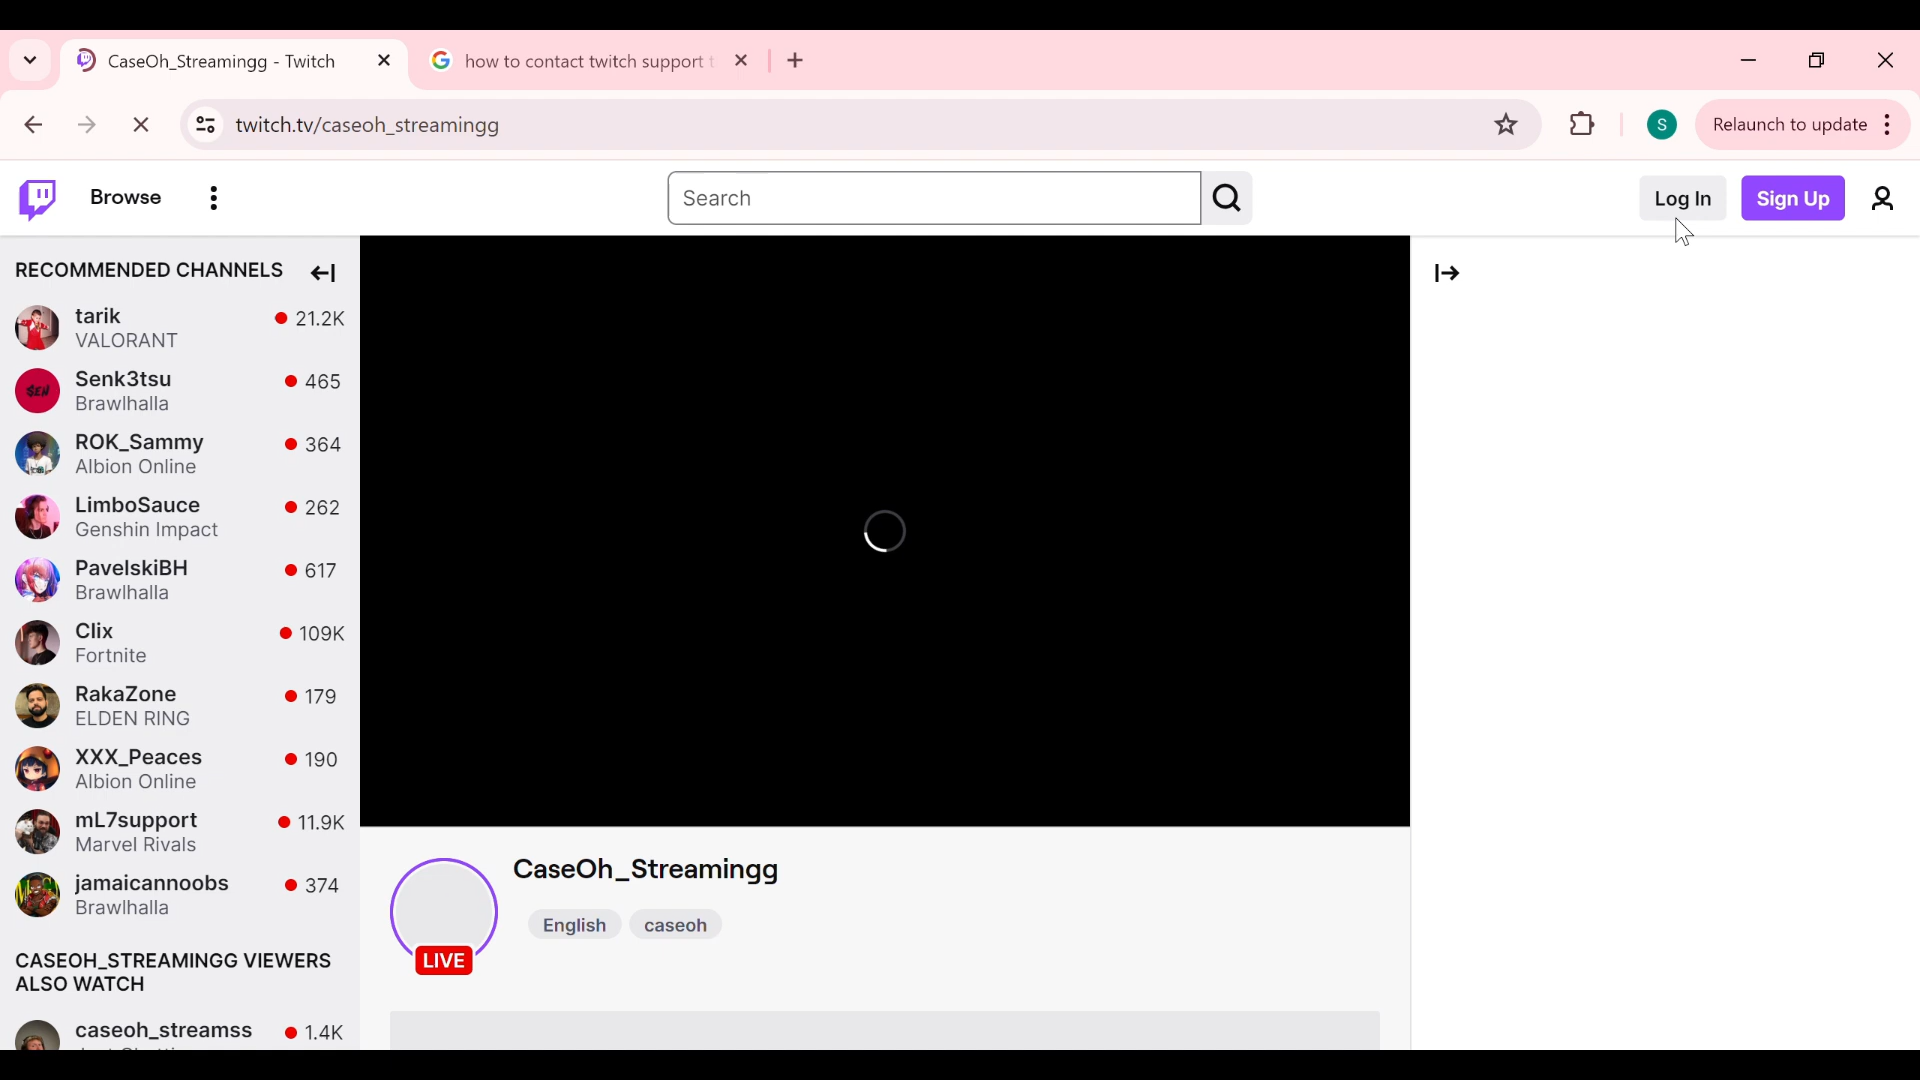 CaseOh_Streamingg - Twitch
how to contact twitch support t
twitch.tv/caseoh_streamingg
S
Relaunch to update
Browse
Search
Log In
Sign Up
RECOMMENDED CHANNELS
tarik
21.2K
VALORANT
SEN
Senk3tsu
465
Brawlhalla
ROK_Sammy
364
Albion Online
LimboSauce
262
Genshin Impact
PavelskiBH
617
Brawlhalla
Clix
109K
Fortnite
RakaZone
179
ELDEN RING
XXX_Peaces
190
Albion Online
mL7support
11.9K
Marvel Rivals
jamaicannoobs
374
Brawlhalla
CASEOH_STREAMINGG VIEWERS
ALSO WATCH
caseoh_streamss
1.4K
CaseOh_Streamingg
English
caseoh
LIVE